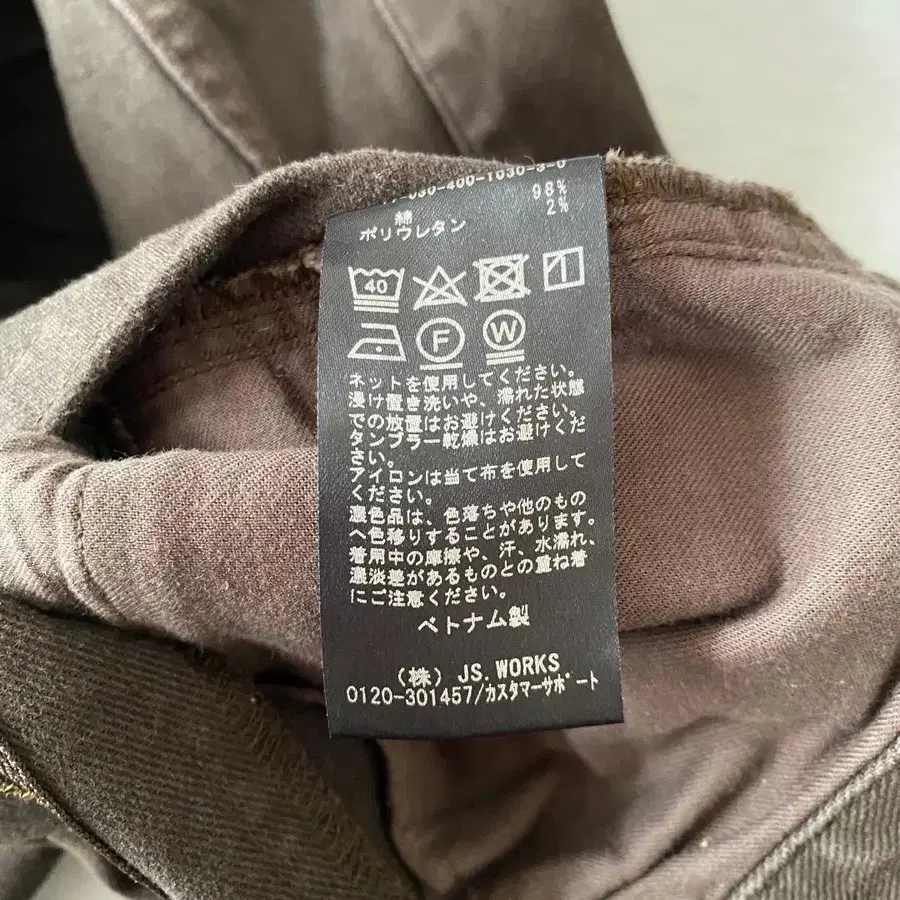 030-400-1030-3-0
綿 98%
ポリウレタン 2%
40
F W
ネットを使用してください。
浸け置き洗いや、濡れた状態
での放置はお避けください。
タンブラー乾燥はお避けくだ
さい。
アイロンは当て布を使用して
ください。
濃色品は、色落ちや他のもの
へ色移りすることがあります。
着用中の摩擦や、汗、水濡れ、
濃淡差があるものとの重ね着
にご注意ください。
ベトナム製
(株) JS.WORKS
0120-301457/カスタマーサポート